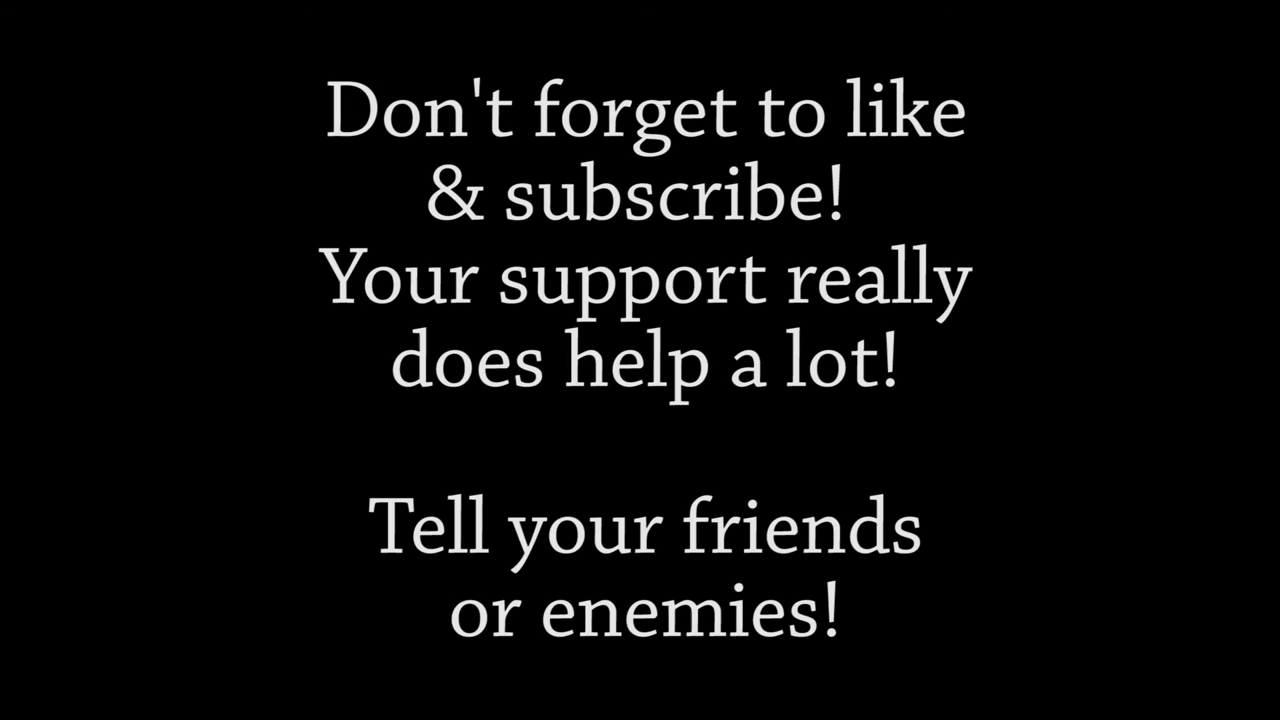 Don't forget to like
& subscribe!
Your support really
does help a lot!
Tell your friends
or enemies!